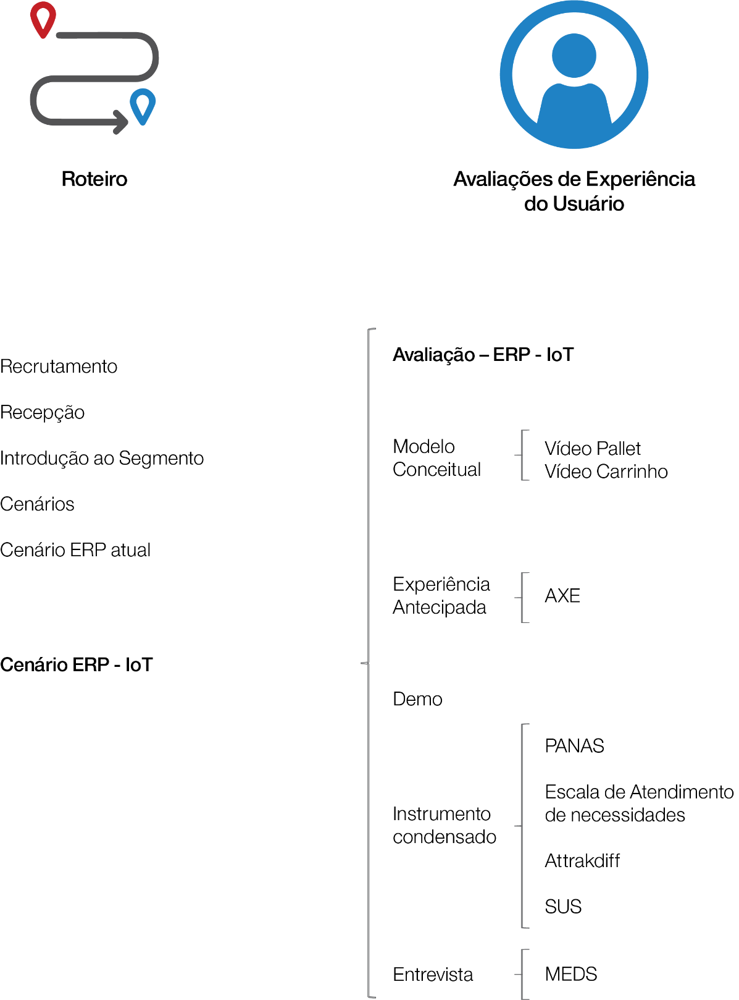 Roteiro
Avaliações de Experiência
do Usuário
Recrutamento
Recepção
Introdução ao Segmento
Cenários
Cenário ERP atual
Cenário ERP - IoT
Avaliação – ERP - IoT
Modelo
Conceitual
Vídeo Pallet
Vídeo Carrinho
Experiência
Antecipada
AXE
Demo
Instrumento
condensado
PANAS
Escala de Atendimento
de necessidades
Attrakdiff
SUS
Entrevista
MEDS